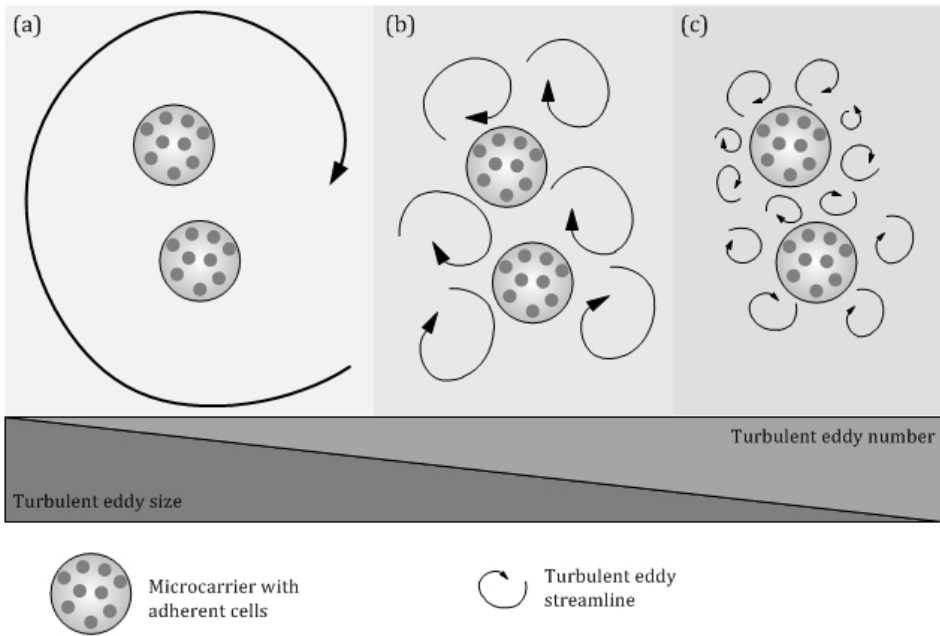 (a)
(b)
(c)
Turbulent eddy number
Turbulent eddy size
Microcarrier with
adherent cells
Turbulent eddy
streamline